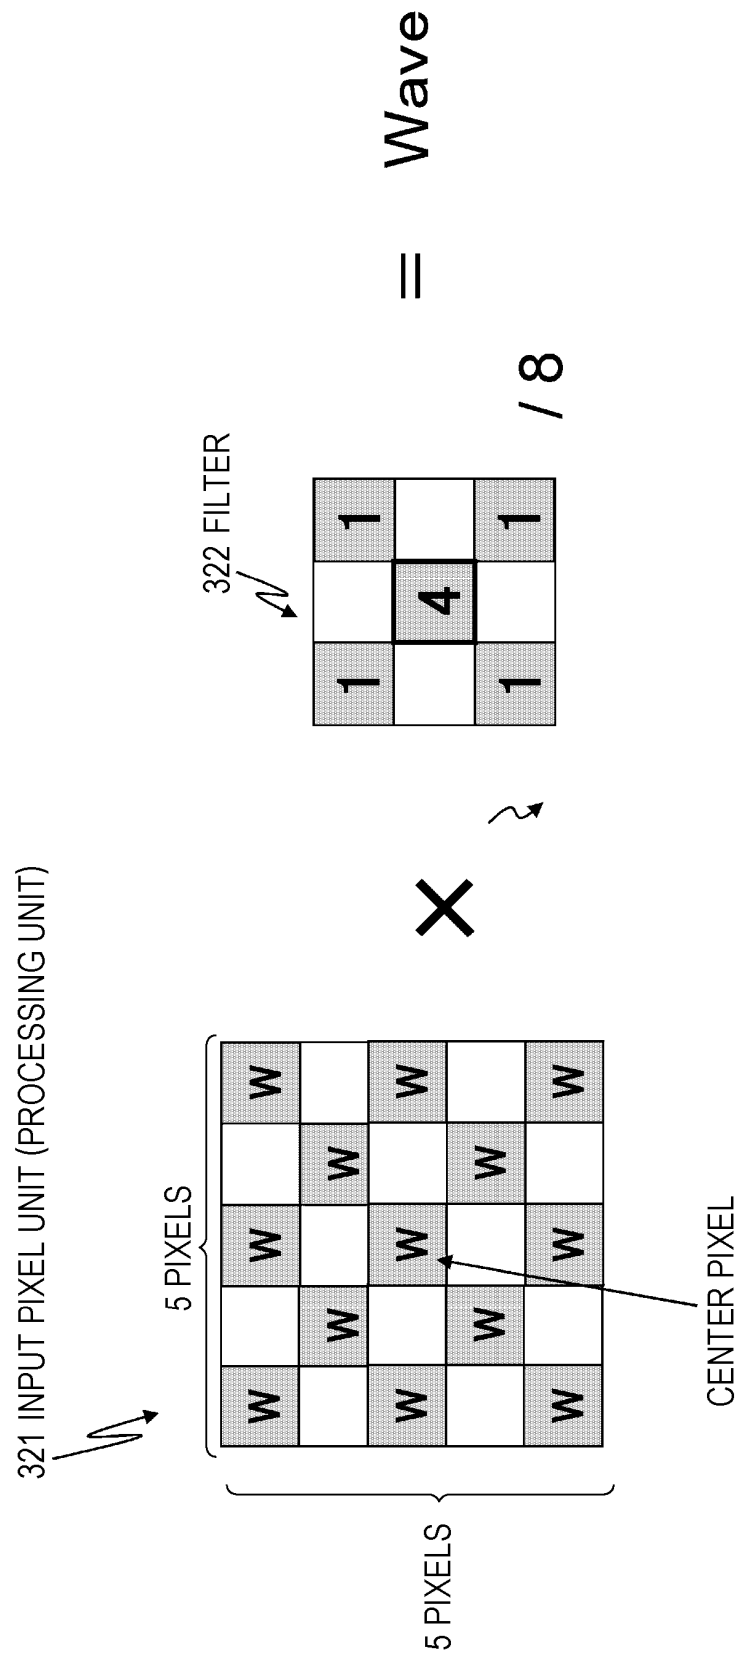 321 INPUT PIXEL UNIT (PROCESSING UNIT)
5 PIXELS
5 PIXELS
W W W
W W
W W W
W W
W W W
CENTER PIXEL
×
322 FILTER
1 1
4
1 1
/ 8
= Wave